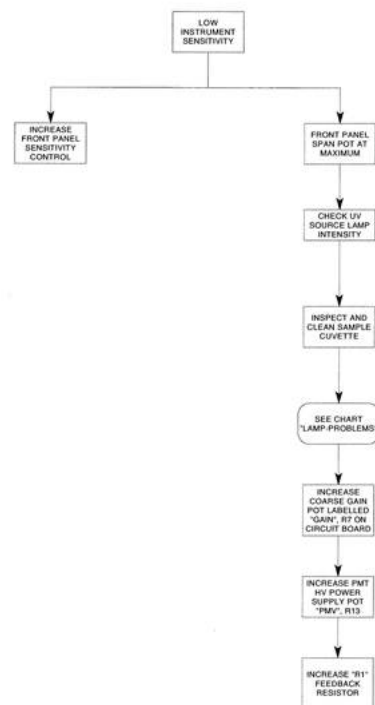 LOW
INSTRUMENT
SENSITIVITY
INCREASE
FRONT PANEL
SENSITIVITY
CONTROL
FRONT PANEL
SPAN POT AT
MAXIMUM
CHECK UV
SOURCE LAMP
INTENSITY
INSPECT AND
CLEAN SAMPLE
CUVETTE
SEE CHART
"LAMP-PROBLEMS"
INCREASE
COARSE GAIN
POT LABELLED
"GAIN", R7 ON
CIRCUIT BOARD
INCREASE PMT
HV POWER
SUPPLY POT
"PMV", R13
INCREASE "R1"
FEEDBACK
RESISTOR